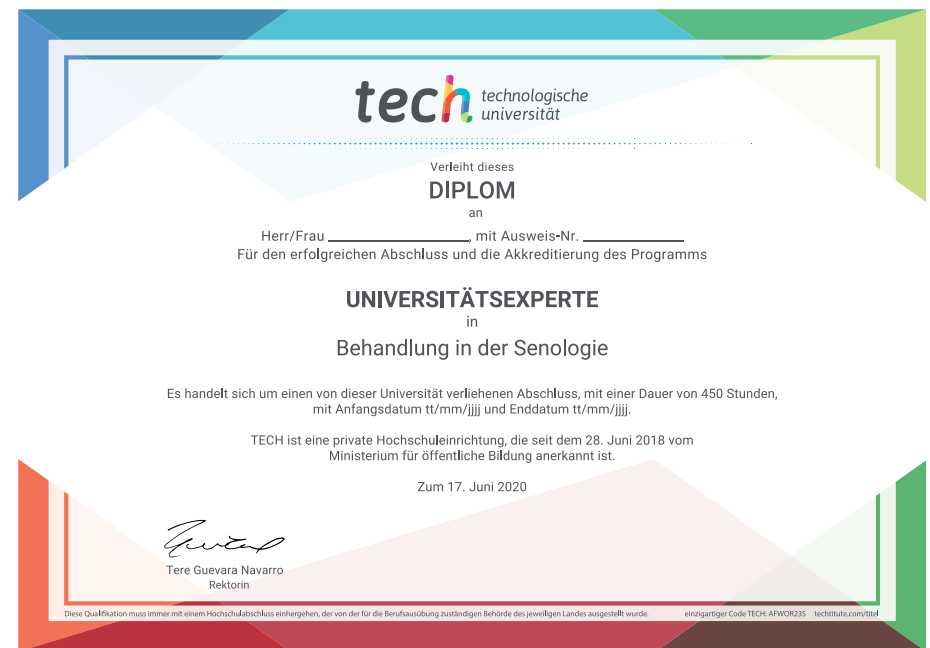 tech technologische
universität
Verleiht dieses
DIPLOM
an
Herr/Frau ____________________, mit Ausweis-Nr. ______________
Für den erfolgreichen Abschluss und die Akkreditierung des Programms
UNIVERSITÄTSEXPERTE
in
Behandlung in der Senologie
Es handelt sich um einen von dieser Universität verliehenen Abschluss, mit einer Dauer von 450 Stunden,
mit Anfangsdatum tt/mm/jjjj und Enddatum tt/mm/jjjj.
TECH ist eine private Hochschuleinrichtung, die seit dem 28. Juni 2018 vom
Ministerium für öffentliche Bildung anerkannt ist.
Zum 17. Juni 2020
Tere Guevara Navarro
Rektorin
Diese Qualifikation muss immer mit einem Hochschulabschluss einhergehen, der von der für die Berufsausübung zuständigen Behörde des jeweiligen Landes ausgestellt wurde. einzigartiger Code TECH: AFWOR23S techtitute.com/titel